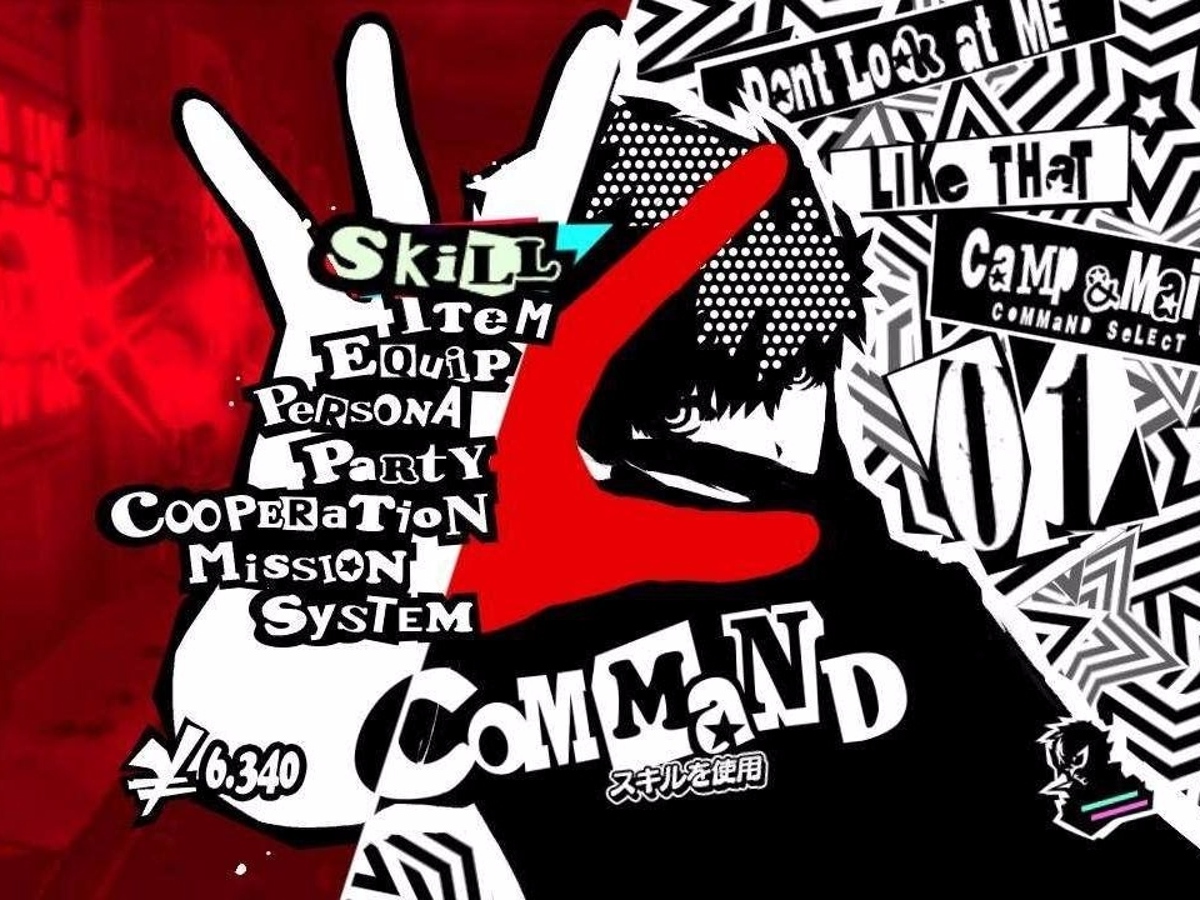 Dont Look at ME
LIKe THaT
CaMp & Ma
CoMMaND SeLEcT
01
SkiLL
ITeM
EQuiP
PeRSONA
PaRtY
CooPERaTioN
MissION
SySTEM
CoMMaND
スキルを使用
¥6.340